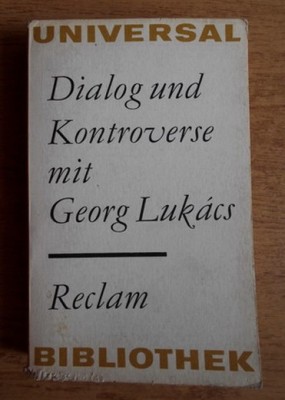 UNIVERSAL
Dialog und
Kontroverse
mit
Georg Lukács
Reclam
BIBLIOTHEK